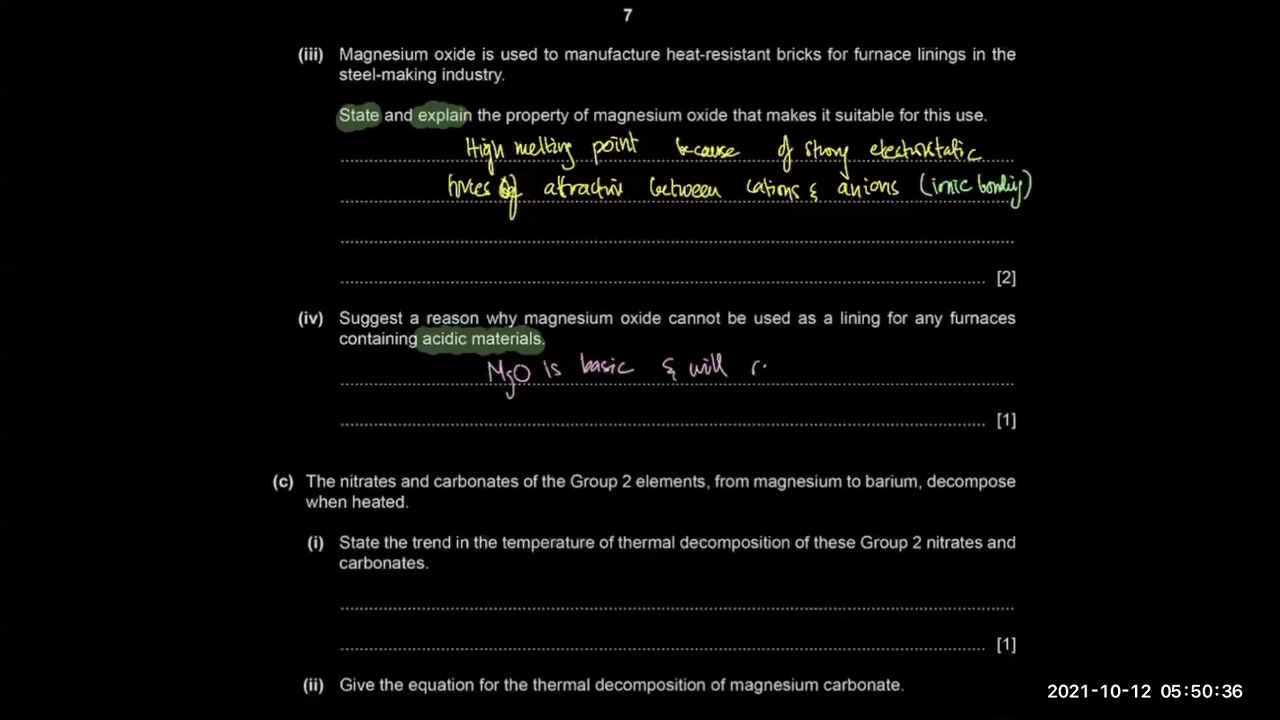 7
(iii) Magnesium oxide is used to manufacture heat-resistant bricks for furnace linings in the
steel-making industry.
State and explain the property of magnesium oxide that makes it suitable for this use.
High melting point because of strong electrostatic
forces of attraction between cations & anions (ionic bonding)
[2]
(iv) Suggest a reason why magnesium oxide cannot be used as a lining for any furnaces
containing acidic materials.
MgO is basic & will r
[1]
(c) The nitrates and carbonates of the Group 2 elements, from magnesium to barium, decompose
when heated.
(i) State the trend in the temperature of thermal decomposition of these Group 2 nitrates and
carbonates.
[1]
(ii) Give the equation for the thermal decomposition of magnesium carbonate.
2021-10-12 05:50:36